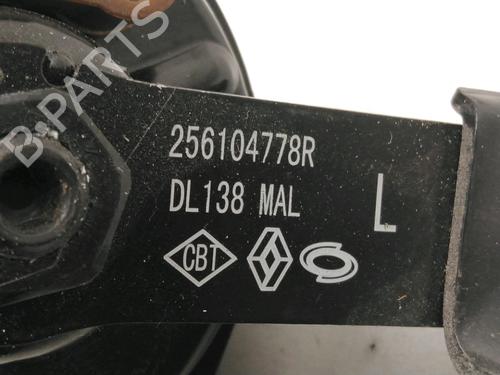 256104778R
DL138 MAL
L
CBT
B-Parts